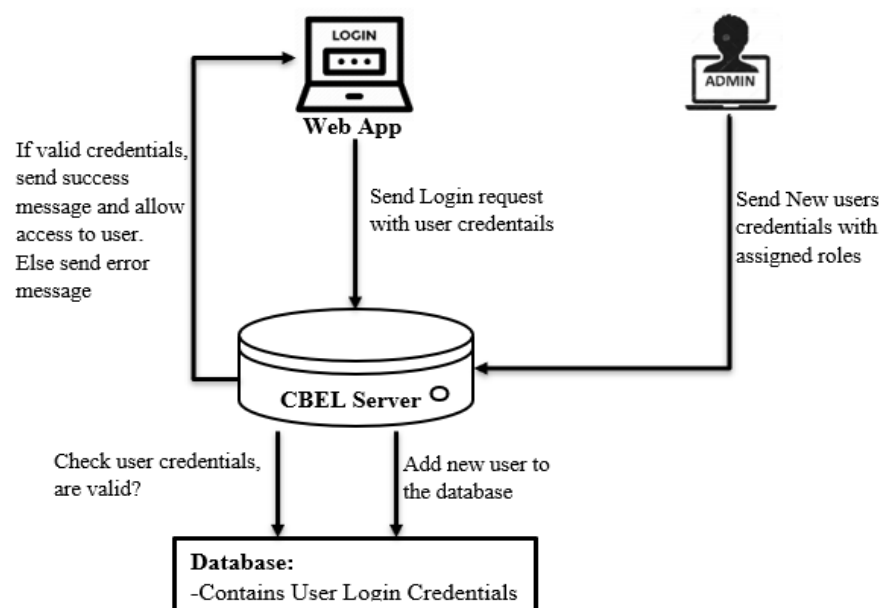 LOGIN
Web App
ADMIN
If valid credentials,
send success
message and allow
access to user.
Else send error
message
Send Login request
with user credentails
Send New users
credentials with
assigned roles
CBEL Server
Check user credentials,
are valid?
Add new user to
the database
Database:
-Contains User Login Credentials